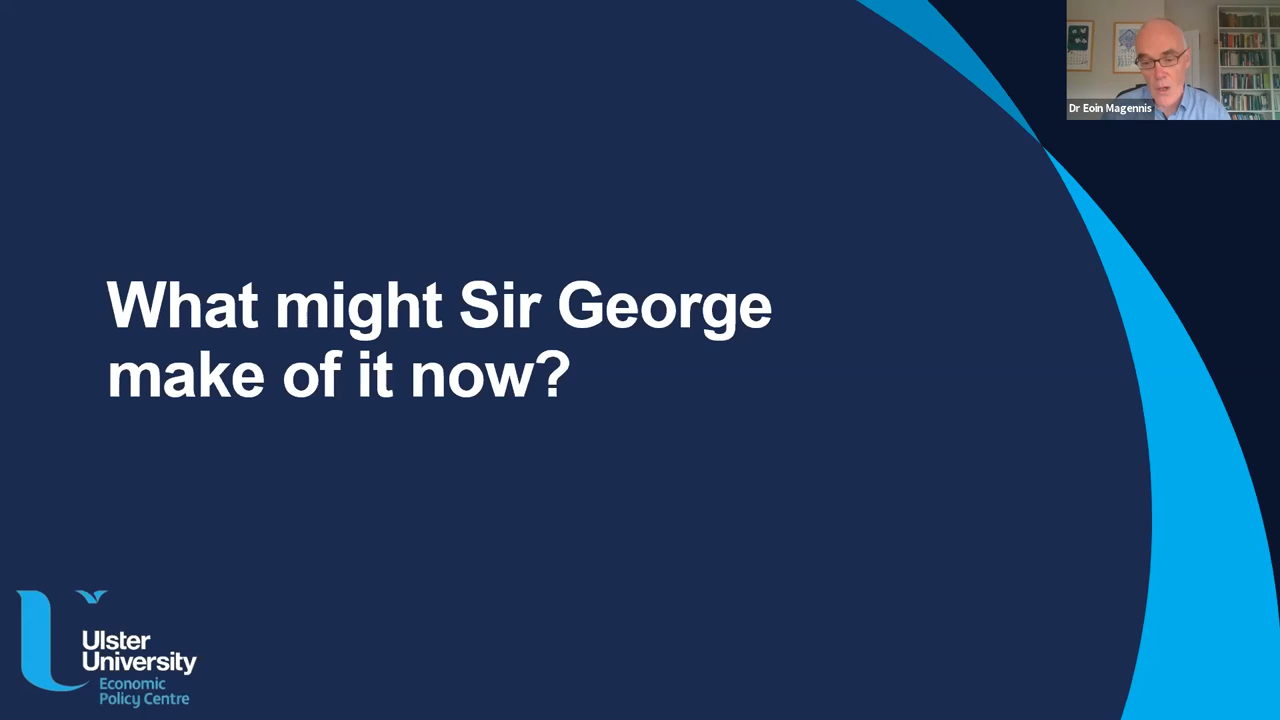 Dr Eoin Magennis
What might Sir George
make of it now?
Ulster
University
Economic
Policy Centre